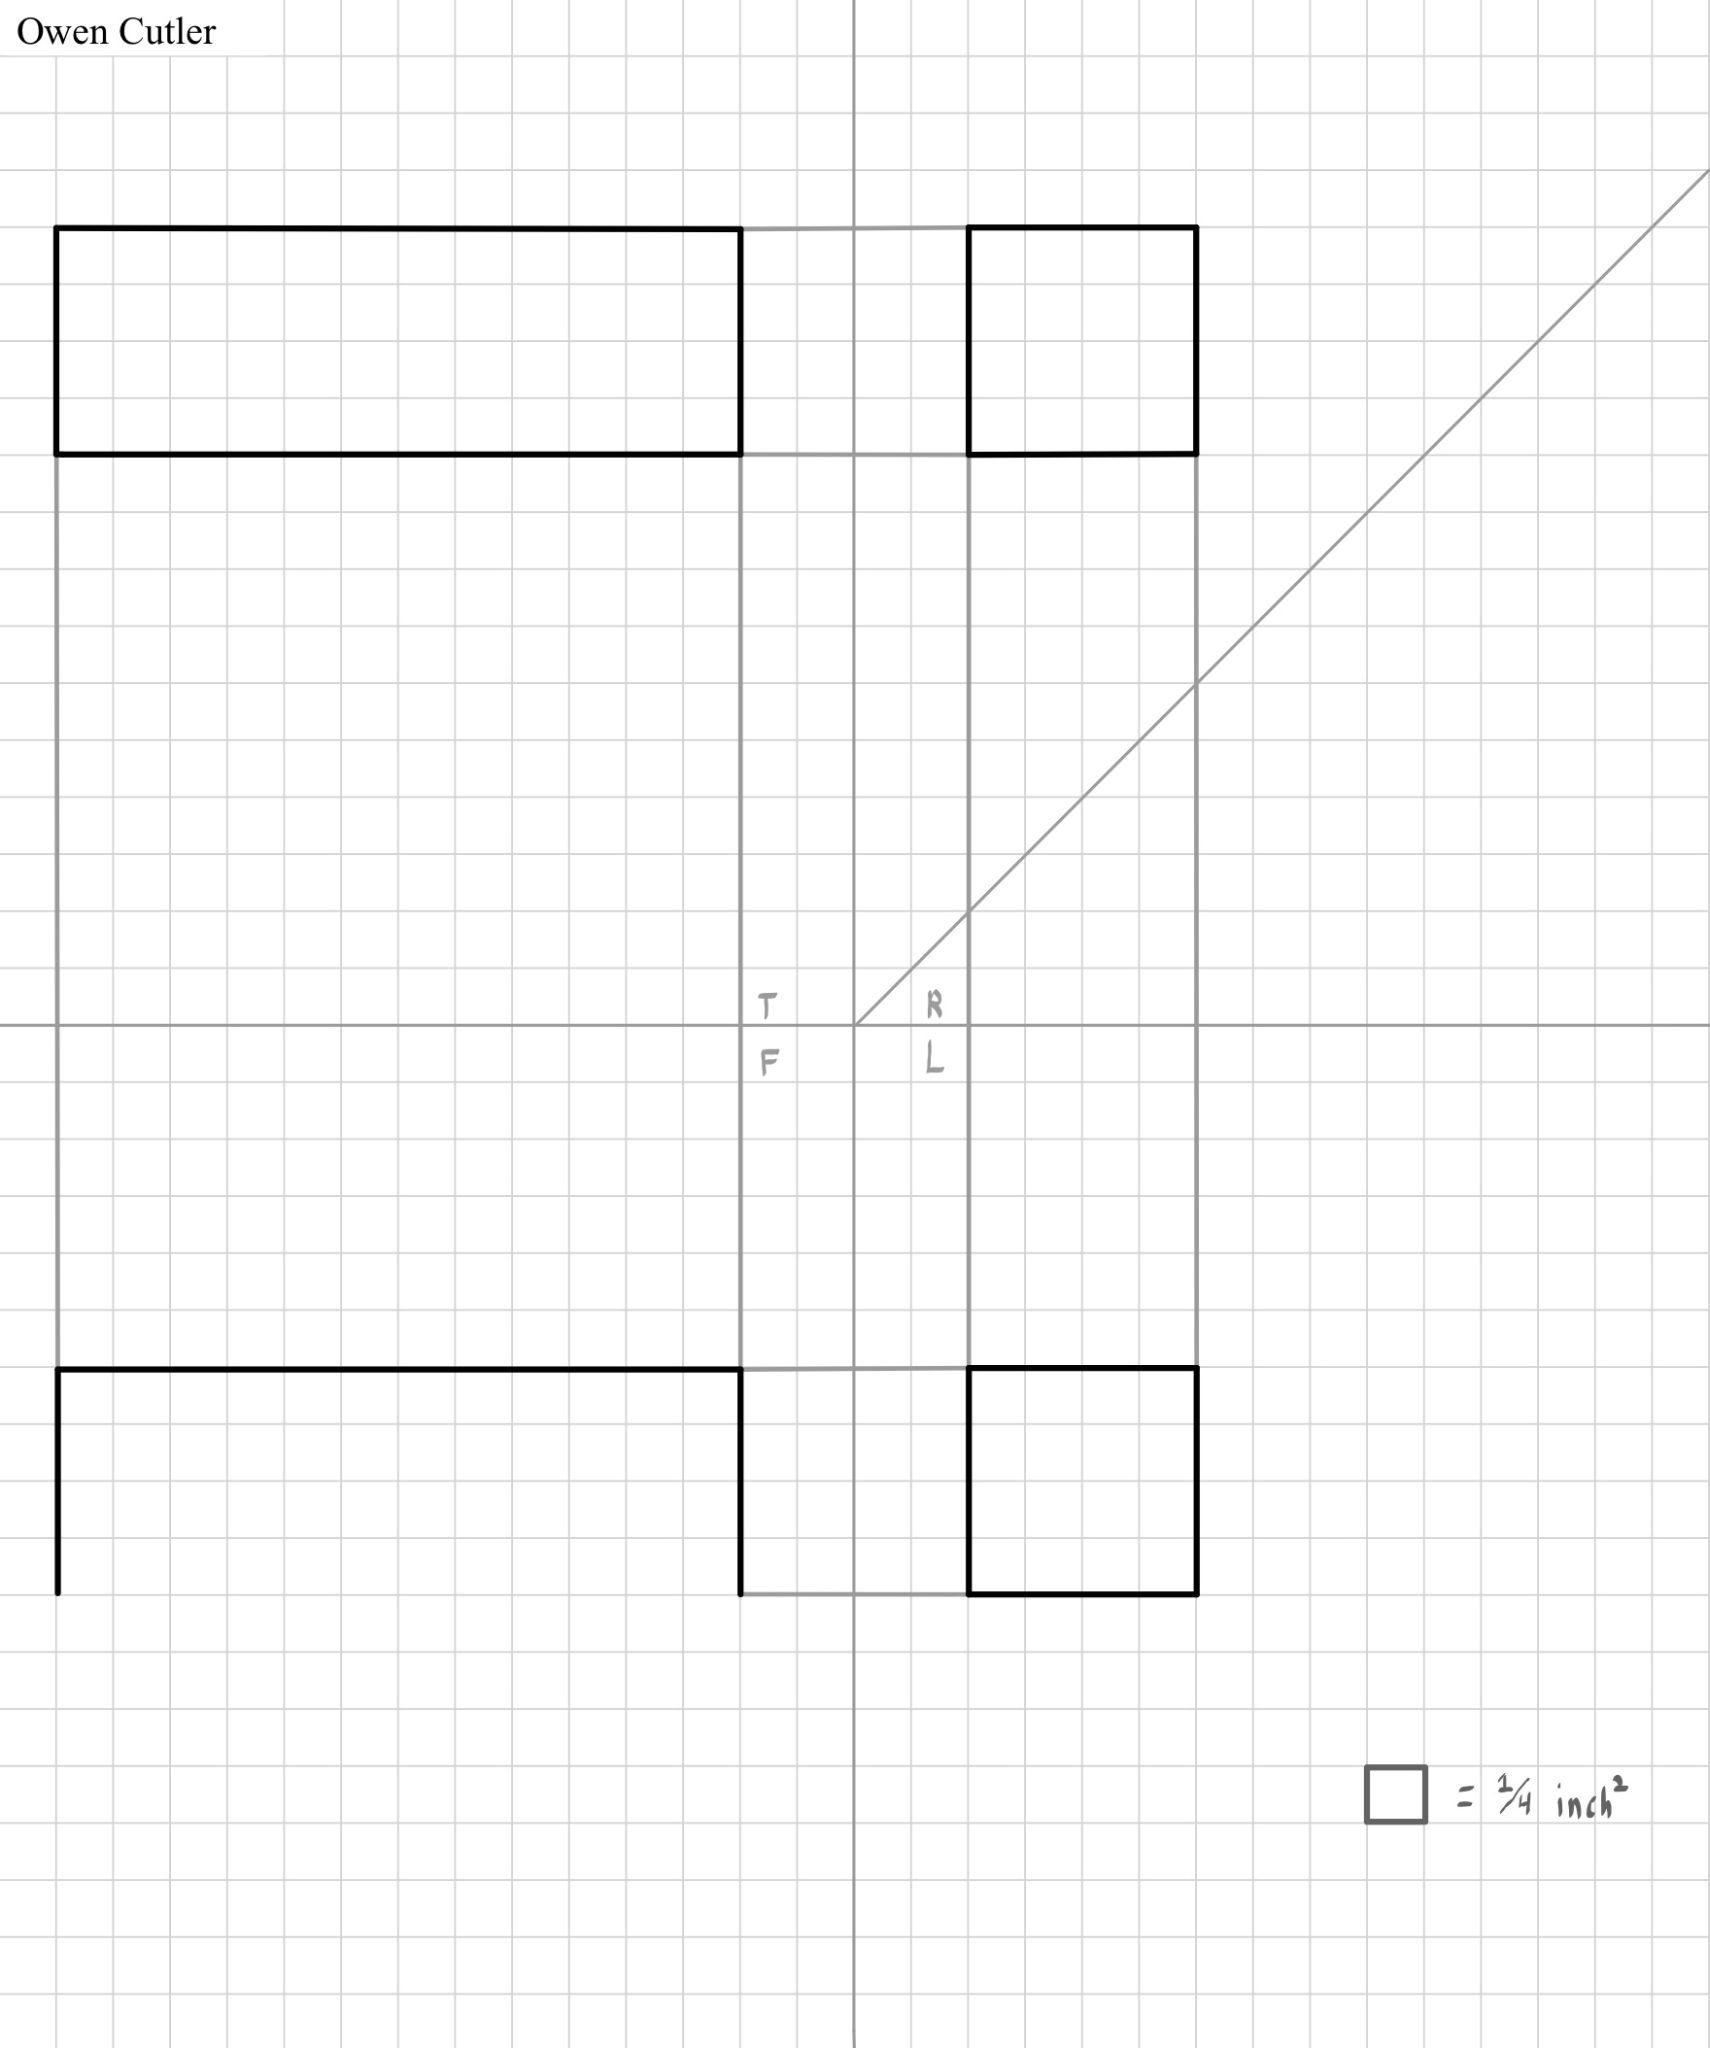 Owen Cutler
T R
F L
= 1/4 inch²